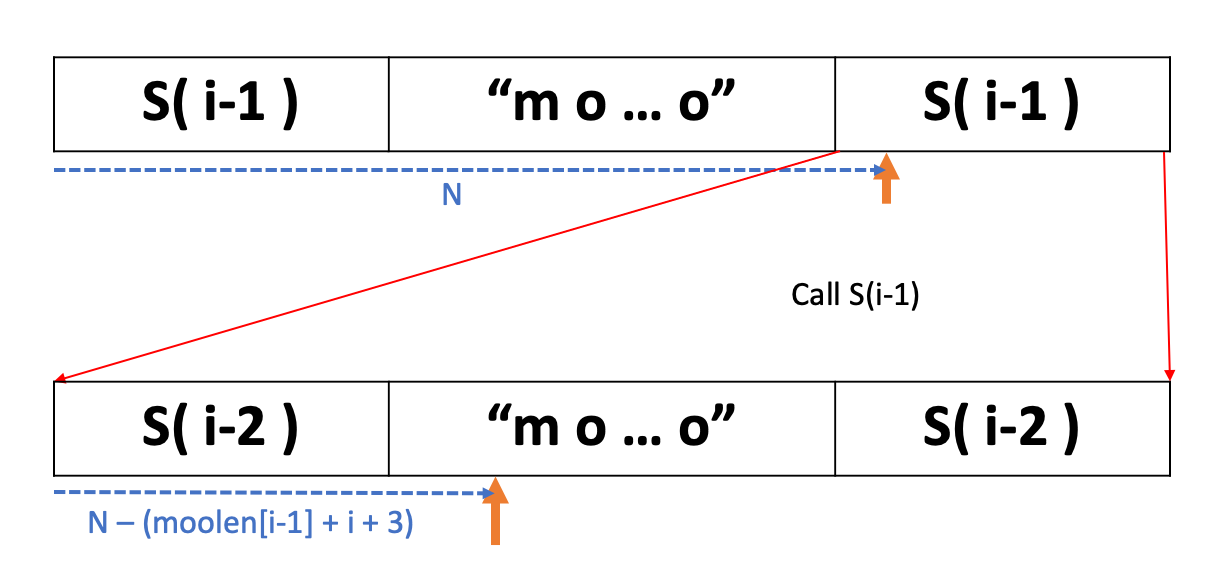 S( i-1 ) “m o ... o” S( i-1 )
N
Call S(i-1)
S( i-2 ) “m o ... o” S( i-2 )
N – (moolen[i-1] + i + 3)